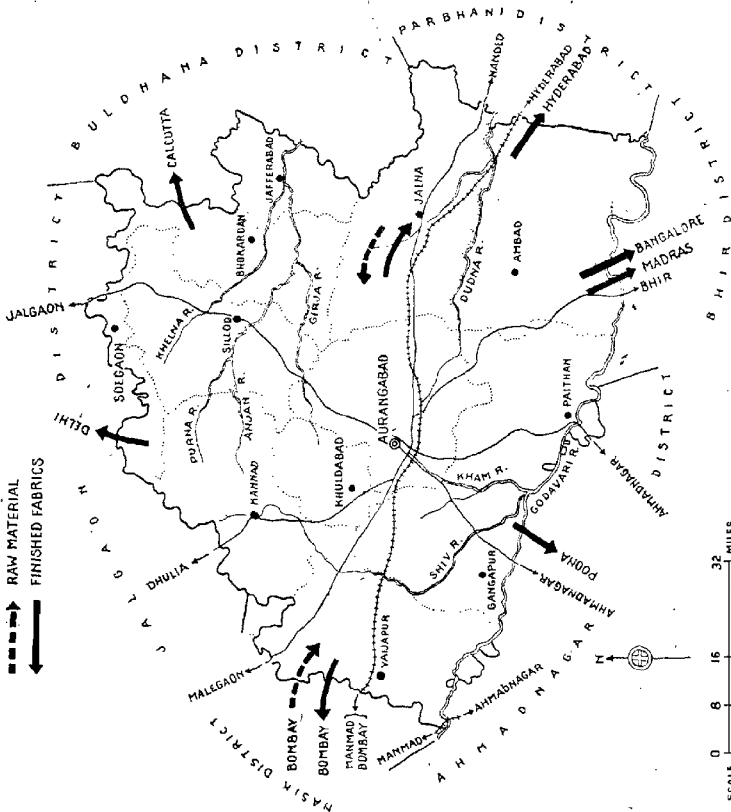 RAW MATERIAL
FINISHED FABRICS
BULDHAMA DISTRICT
PARBHANI DISTRICT
BHIR DISTRICT
AHMADNAGAR DISTRICT
NASIK DISTRICT
JALGAON DISTRICT
CALCUTTA
NANDED
HYDERABAD
HYDERABAD
JAFFERABAD
BHOKARDAN
JALNA
JALGAON
SOEGAON
KHELNA R.
SILLOD
GIRJA R.
DUDNA R.
AMBAD
BANGALORE
MADRAS
BHIR
DELHI
PURNA R.
ANJAN R.
AURANGABAD
KANNAD
KHULDABAD
KHAM R.
PAITHAN
GODAVARI R.
AHMADNAGAR
DHULIA
SHIV R.
GANGAPUR
POONA
AHMADNAGAR
MALEGAON
VAIJAPUR
BOMBAY
BOMBAY
MANMAD
BOMBAY
MANMAD
AHMADNAGAR
N
0 8 16 32 MILES
SCALE